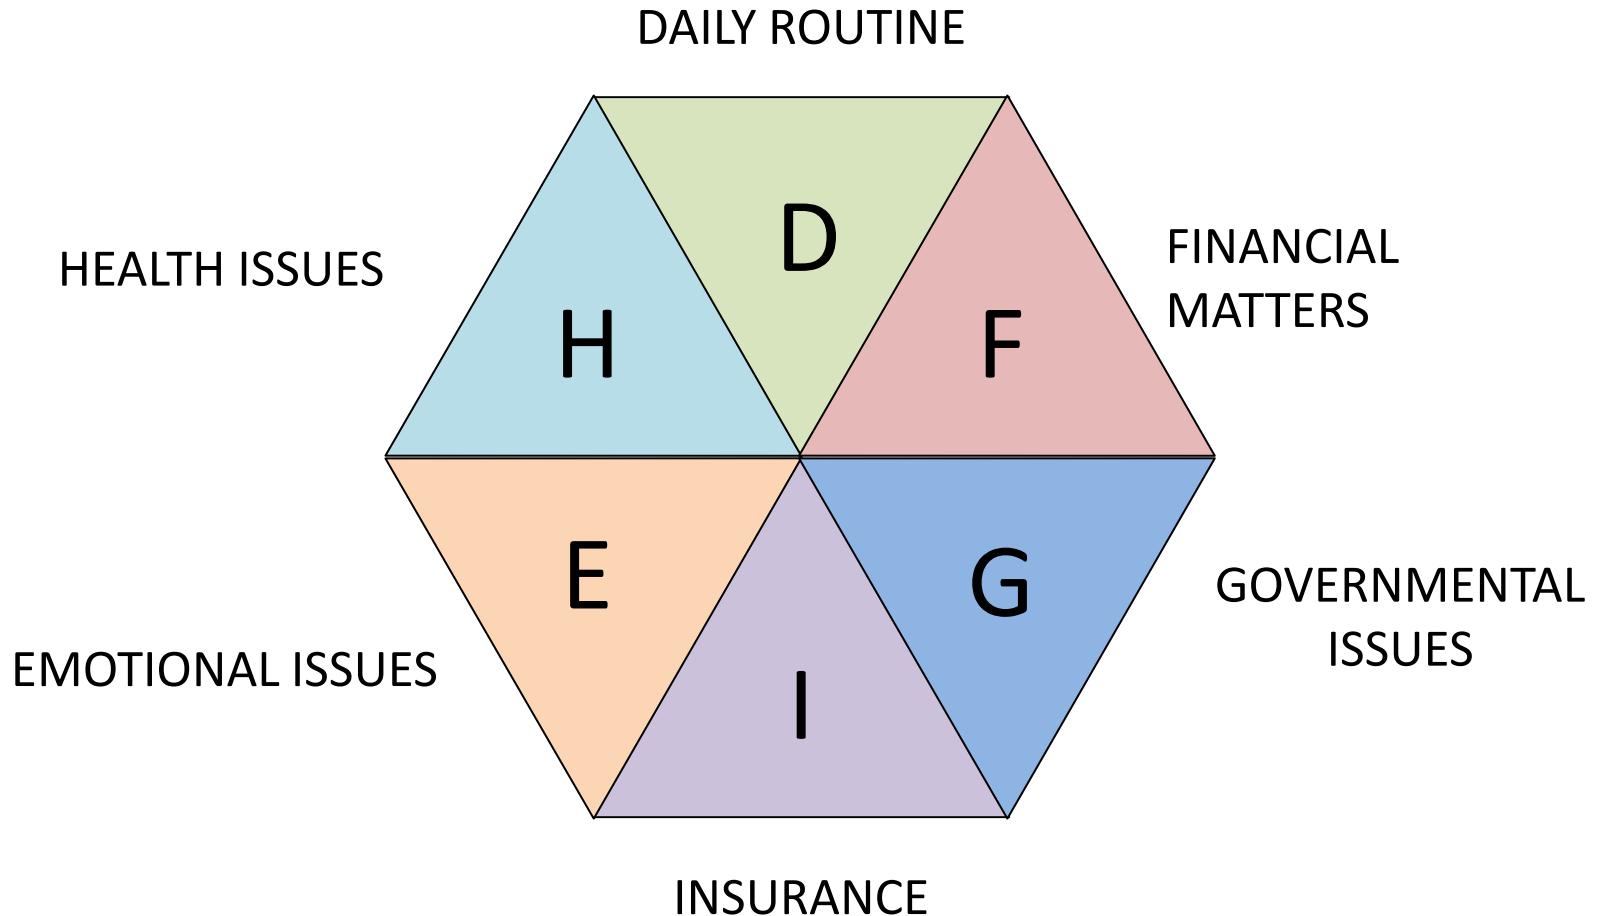 DAILY ROUTINE
D
FINANCIAL
MATTERS
HEALTH ISSUES
H
F
E
G
GOVERNMENTAL
ISSUES
EMOTIONAL ISSUES
I
INSURANCE